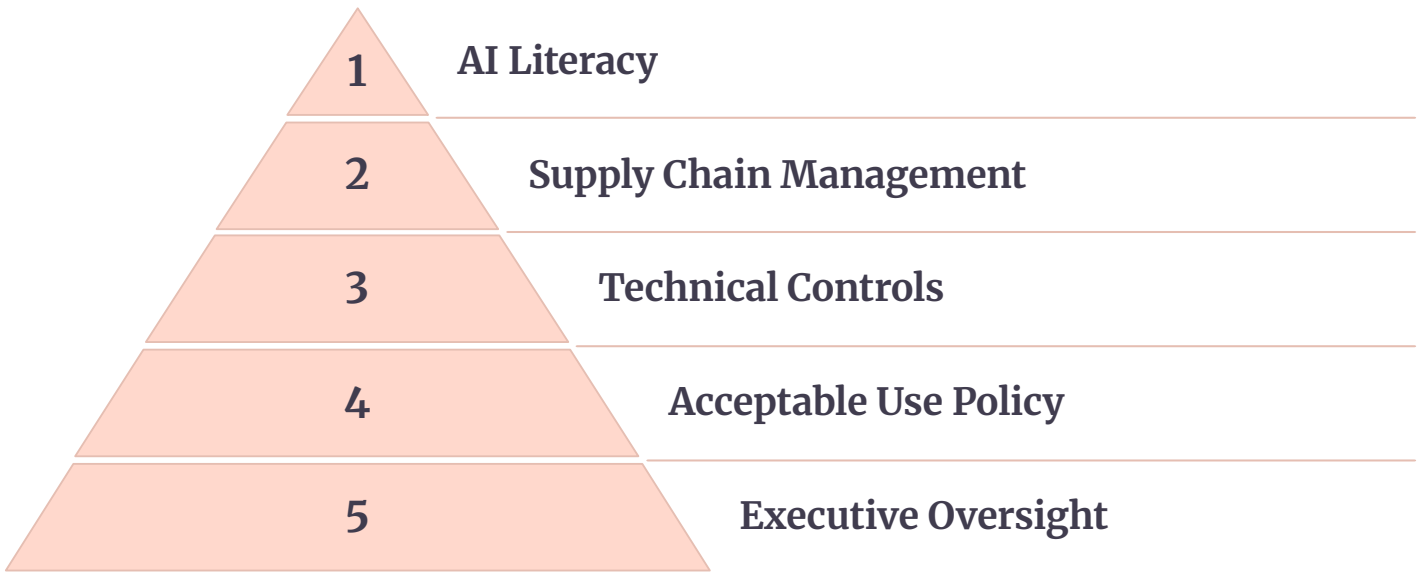 1 AI Literacy
2 Supply Chain Management
3 Technical Controls
4 Acceptable Use Policy
5 Executive Oversight